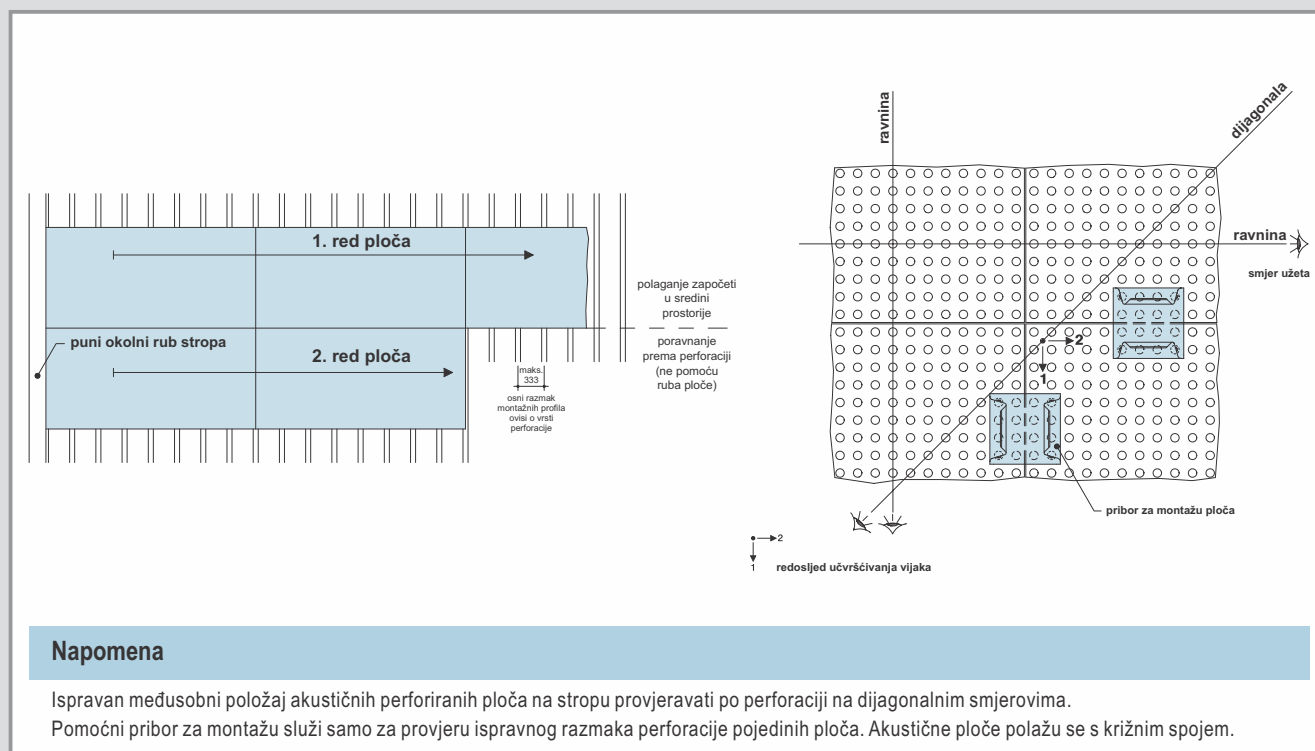 1. red ploča
puni okolni rub stropa
2. red ploča
maks.
333
osni razmak
montažnih profila
ovisi o vrsti
perforacije
polaganje započeti
u sredini
prostorije
poravnanje
prema perforaciji
(ne pomoću
ruba ploče)
ravnina
dijagonala
ravnina
smjer užeta
2
1
pribor za montažu ploča
2
1
redosljed učvršćivanja vijaka
Napomena
Ispravan međusobni položaj akustičnih perforiranih ploča na stropu provjeravati po perforaciji na dijagonalnim smjerovima.
Pomoćni pribor za montažu služi samo za provjeru ispravnog razmaka perforacije pojedinih ploča. Akustične ploče polažu se s križnim spojem.